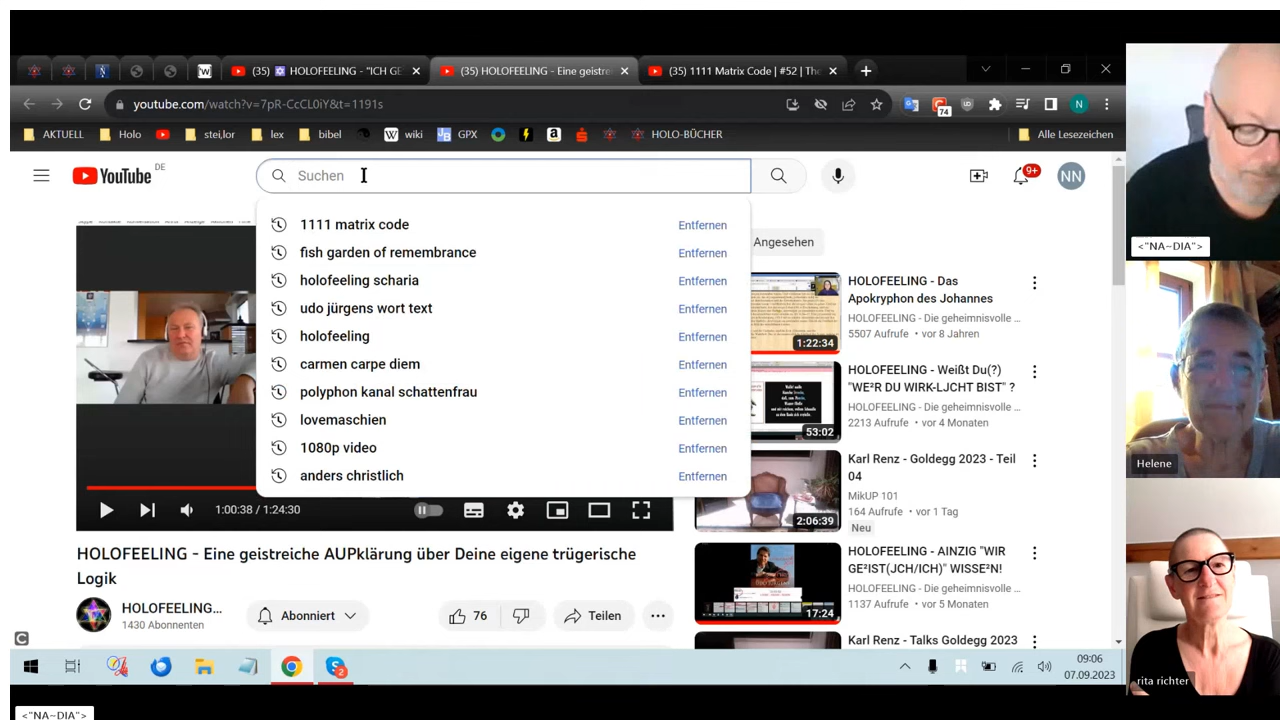 (35) HOLOFEELING - "ICH GE
(35) HOLOFEELING - Eine geistre
(35) 1111 Matrix Code | #52 | The
youtube.com/watch?v=7pR-CcCL0iY&t=1191s
74
N
AKTUELL
Holo
stei,lor
lex
bibel
wiki
GPX
HOLO-BÜCHER
Alle Lesezeichen
YouTube DE
Suchen
9+
NN
1111 matrix code Entfernen
fish garden of remembrance Entfernen
holofeeling scharia Entfernen
udo jürgens wort text Entfernen
holofeeling Entfernen
carmen carpe diem Entfernen
polyphon kanal schattenfrau Entfernen
lovemaschien Entfernen
1080p video Entfernen
anders christlich Entfernen
1:00:38 / 1:24:30
HOLOFEELING - Eine geistreiche AUPklärung über Deine eigene trügerische
Logik
HOLOFEELING...
1430 Abonnenten
Abonniert
76
Teilen
Angesehen
1:22:34
HOLOFEELING - Das
Apokryphon des Johannes
HOLOFEELING - Die geheimnisvolle ...
5507 Aufrufe • vor 8 Jahren
53:02
HOLOFEELING - Weißt Du(?)
"WE²R DU WIRK-LJCHT BIST" ?
HOLOFEELING - Die geheimnisvolle ...
2213 Aufrufe • vor 4 Monaten
2:06:39
Karl Renz - Goldegg 2023 - Teil
04
MikUP 101
164 Aufrufe • vor 1 Tag
Neu
17:24
HOLOFEELING - AINZIG "WIR
GE²IST(JCH/ICH)" WISSE²N!
HOLOFEELING - Die geheimnisvolle ...
1137 Aufrufe • vor 5 Monaten
Karl Renz - Talks Goldegg 2023
09:06
07.09.2023
<"NA~DIA">
Helene
rita richter
<"NA~DIA">